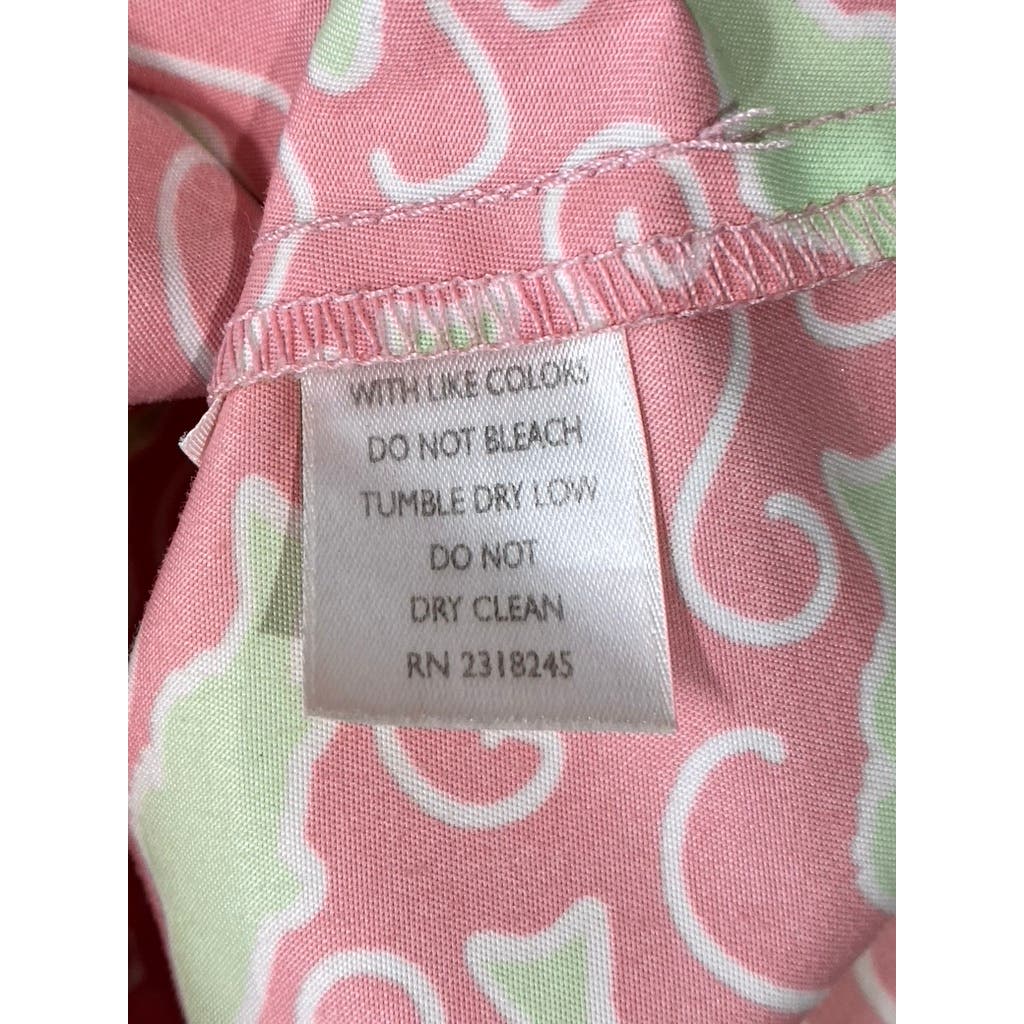 WITH LIKE COLORS
DO NOT BLEACH
TUMBLE DRY LOW
DO NOT
DRY CLEAN
RN 2318245